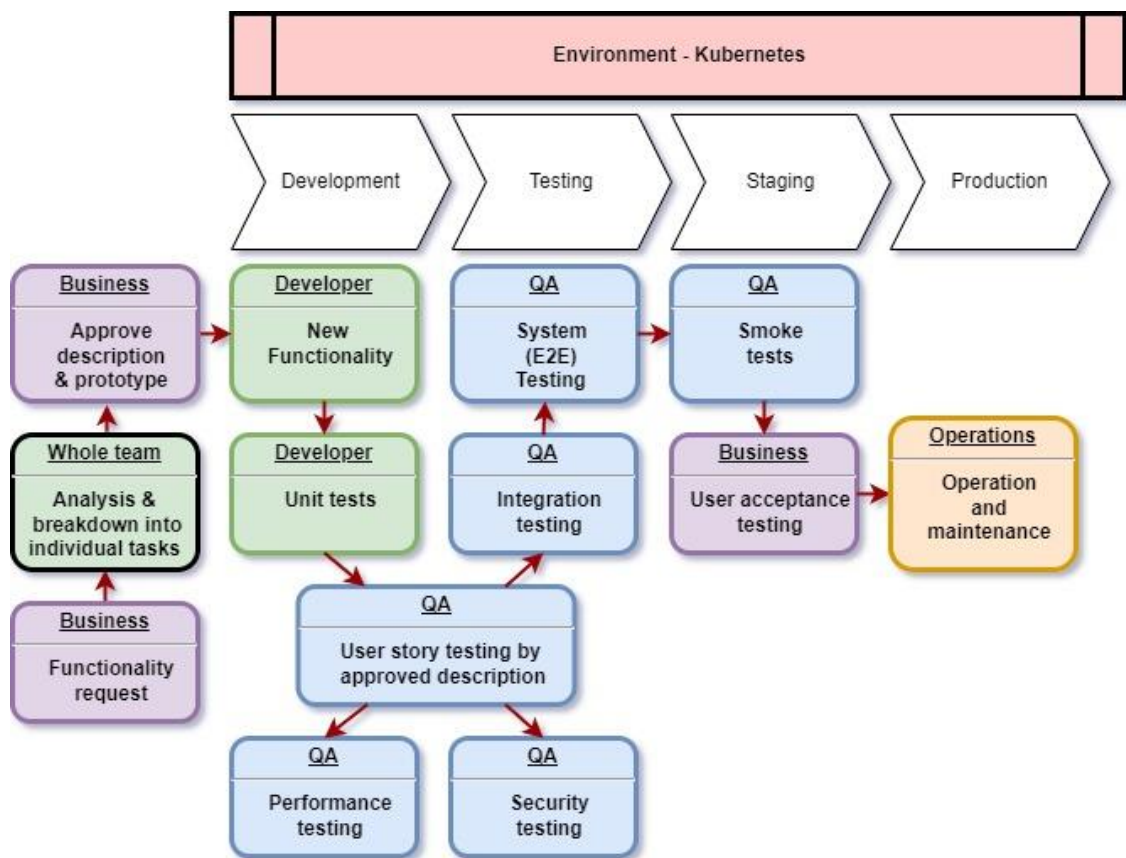 Environment - Kubernetes
Development
Testing
Staging
Production
Business
Approve
description
& prototype
Developer
New
Functionality
QA
System
(E2E)
Testing
QA
Smoke
tests
Whole team
Analysis &
breakdown into
individual tasks
Developer
Unit tests
QA
Integration
testing
Business
User acceptance
testing
Operations
Operation
and
maintenance
Business
Functionality
request
QA
User story testing by
approved description
QA
Performance
testing
QA
Security
testing